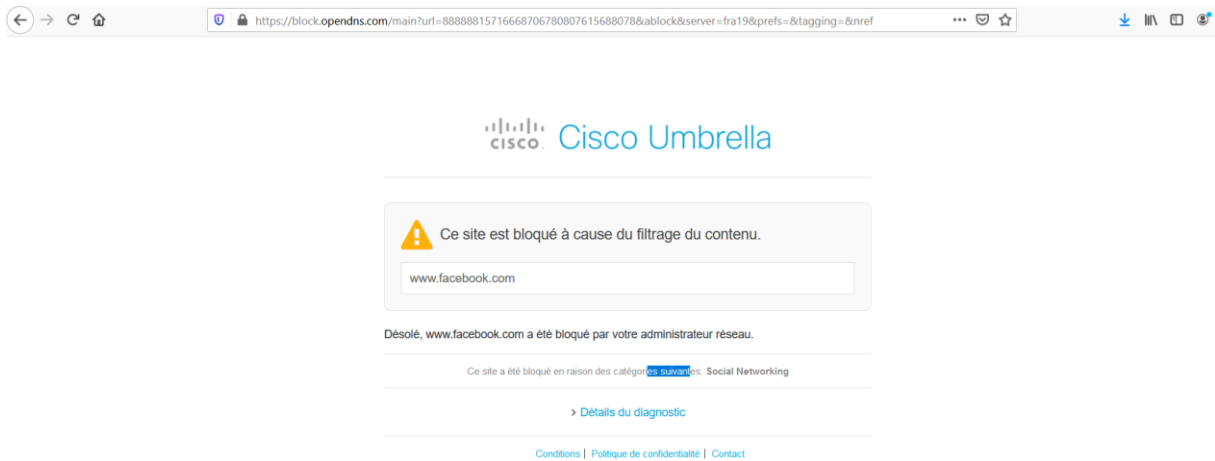 https://block.opendns.com/main?url=88888815716668706780807615688078&ablock&server=fra19&prefs=&tagging=&nref
cisco. Cisco Umbrella
Ce site est bloqué à cause du filtrage du contenu.
www.facebook.com
Désolé, www.facebook.com a été bloqué par votre administrateur réseau.
Ce site a été bloqué en raison des catégories suivantes: Social Networking
> Détails du diagnostic
Conditions | Politique de confidentialité | Contact